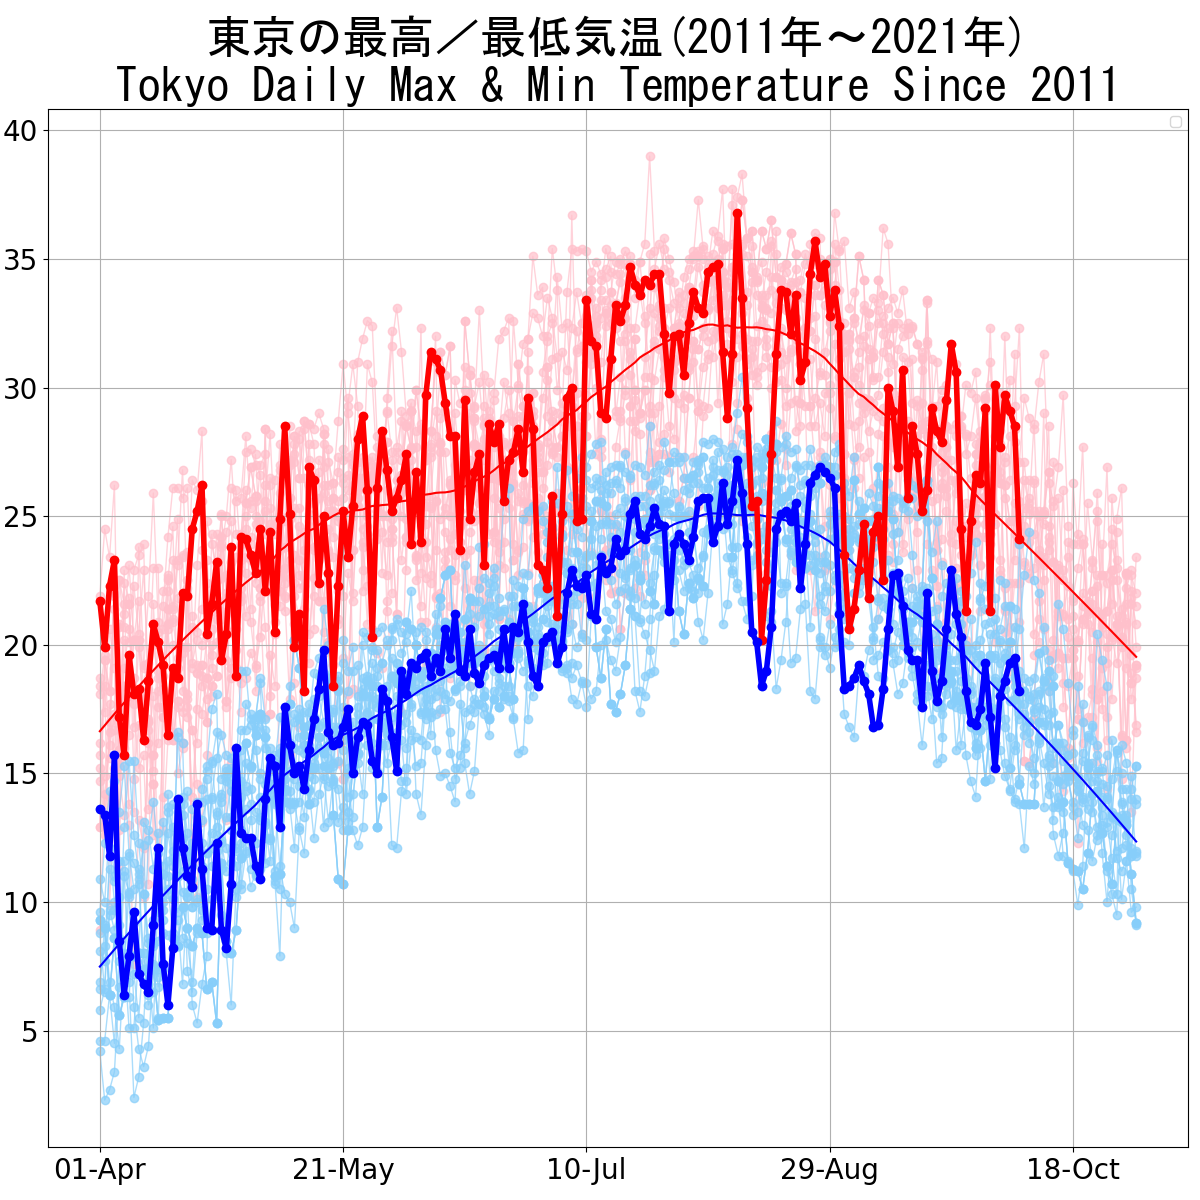 東京の最高／最低気温(2011年～2021年)
Tokyo Daily Max & Min Temperature Since 2011
40
35
30
25
20
15
10
5
01-Apr 21-May 10-Jul 29-Aug 18-Oct